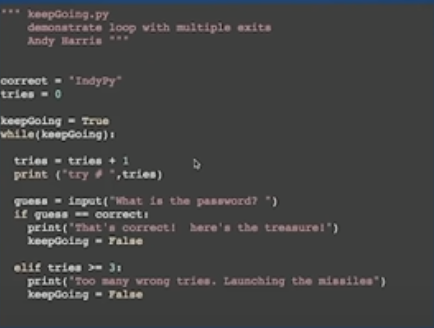 """ keepGoing.py
demonstrate loop with multiple exits
Andy Harris """
correct = "IndyPy"
tries = 0
keepGoing = True
while(keepGoing):
tries = tries + 1
print ("try # ",tries)
guess = input("What is the password? ")
if guess == correct:
print("That's correct!  here's the treasure!")
keepGoing = False
elif tries >= 3:
print("Too many wrong tries. Launching the missiles")
keepGoing = False